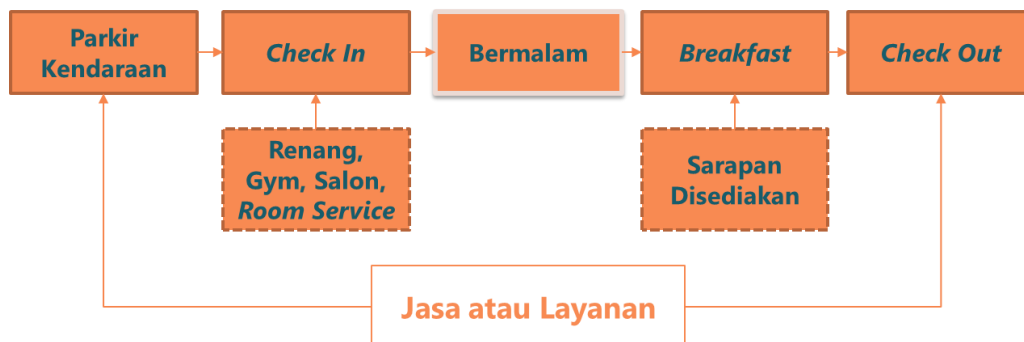 Parkir
Kendaraan
Check In
Bermalam
Breakfast
Check Out
Renang,
Gym, Salon,
Room Service
Sarapan
Disediakan
Jasa atau Layanan